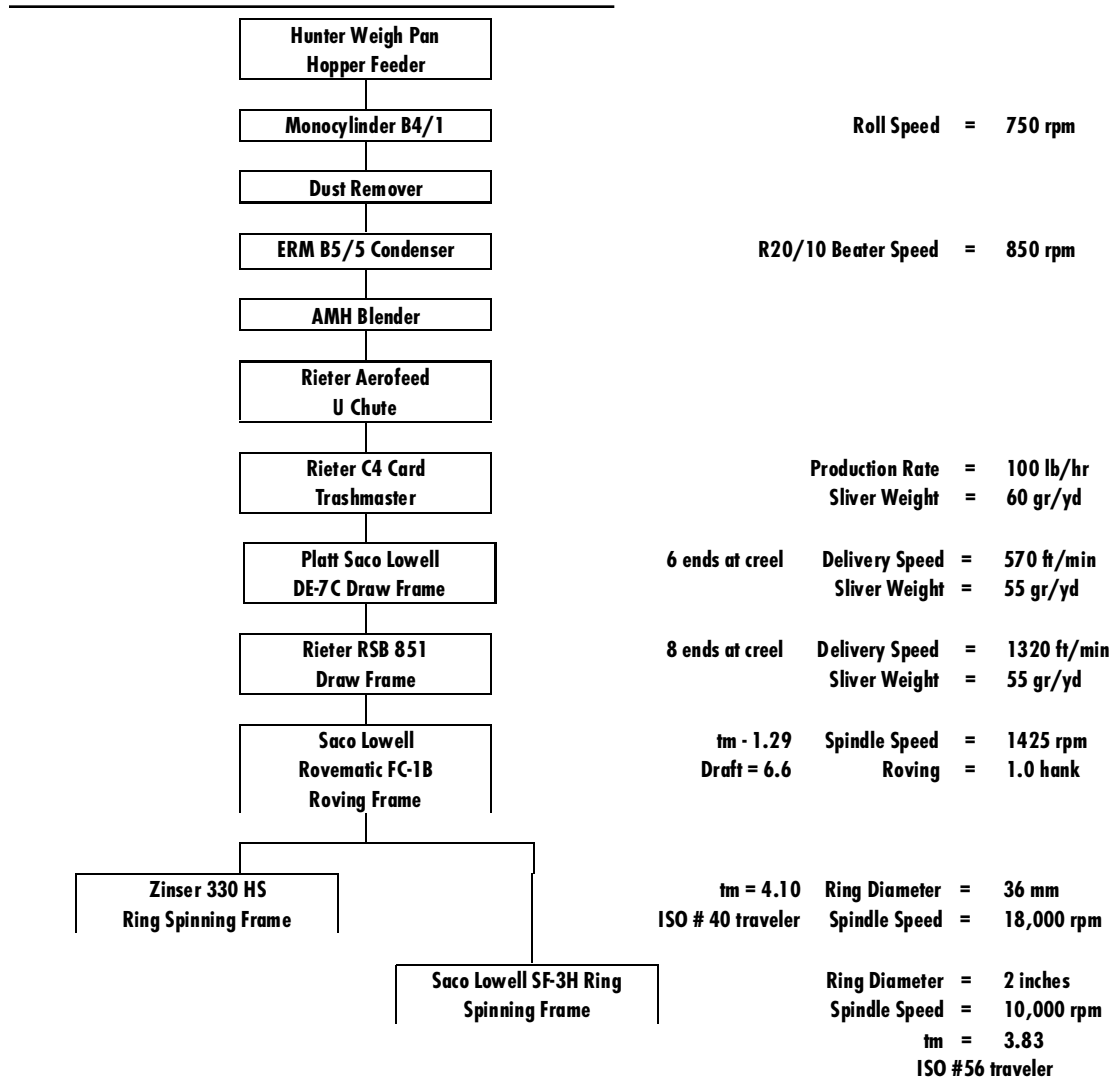 Hunter Weigh Pan
Hopper Feeder
Monocylinder B4/1 Roll Speed = 750 rpm
Dust Remover
ERM B5/5 Condenser R20/10 Beater Speed = 850 rpm
AMH Blender
Rieter Aerofeed
U Chute
Rieter C4 Card Production Rate = 100 lb/hr
Trashmaster Sliver Weight = 60 gr/yd
Platt Saco Lowell 6 ends at creel Delivery Speed = 570 ft/min
DE-7C Draw Frame Sliver Weight = 55 gr/yd
Rieter RSB 851 8 ends at creel Delivery Speed = 1320 ft/min
Draw Frame Sliver Weight = 55 gr/yd
Saco Lowell tm - 1.29 Spindle Speed = 1425 rpm
Rovematic FC-1B Draft = 6.6 Roving = 1.0 hank
Roving Frame
Zinser 330 HS tm = 4.10 Ring Diameter = 36 mm
Ring Spinning Frame ISO # 40 traveler Spindle Speed = 18,000 rpm
Saco Lowell SF-3H Ring Ring Diameter = 2 inches
Spinning Frame Spindle Speed = 10,000 rpm
tm = 3.83
ISO #56 traveler